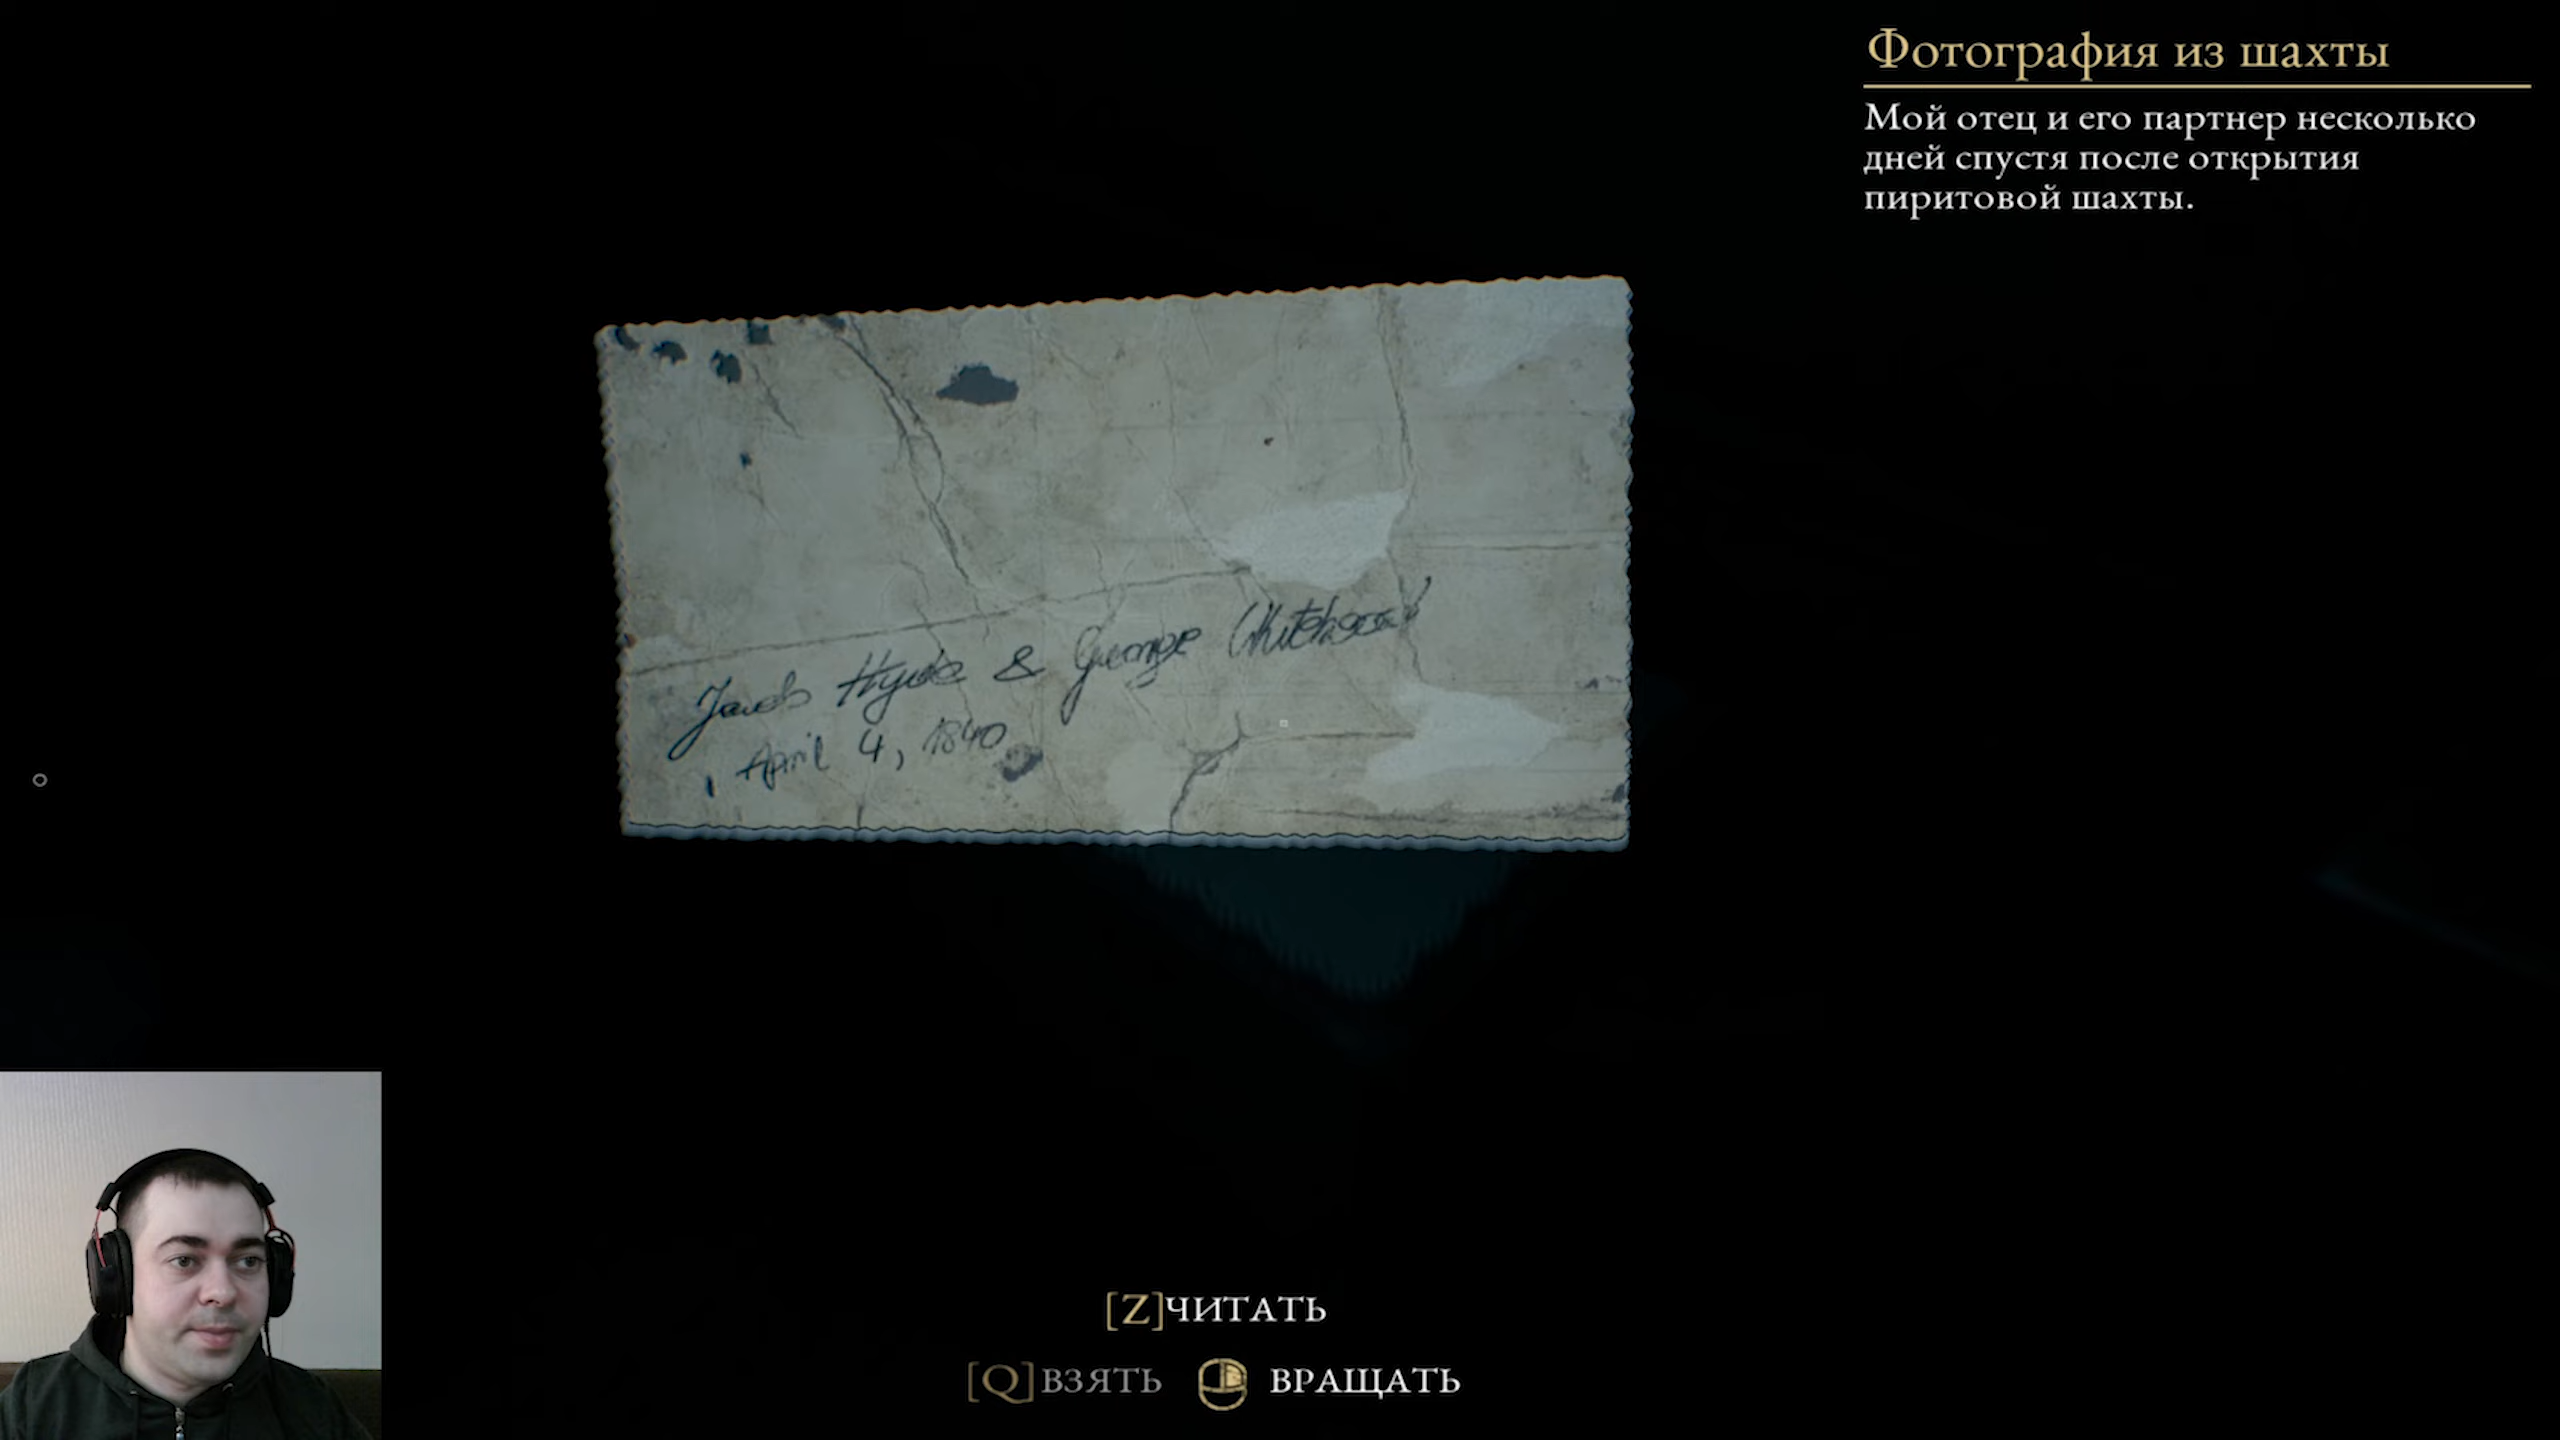 Фотография из шахты
Мой отец и его партнер несколько
дней спустя после открытия
пиритовой шахты.
Jacob Hyde & George
April 4, 1840
[Z]ЧИТАТЬ
[Q]ВЗЯТЬ ВРАЩАТЬ